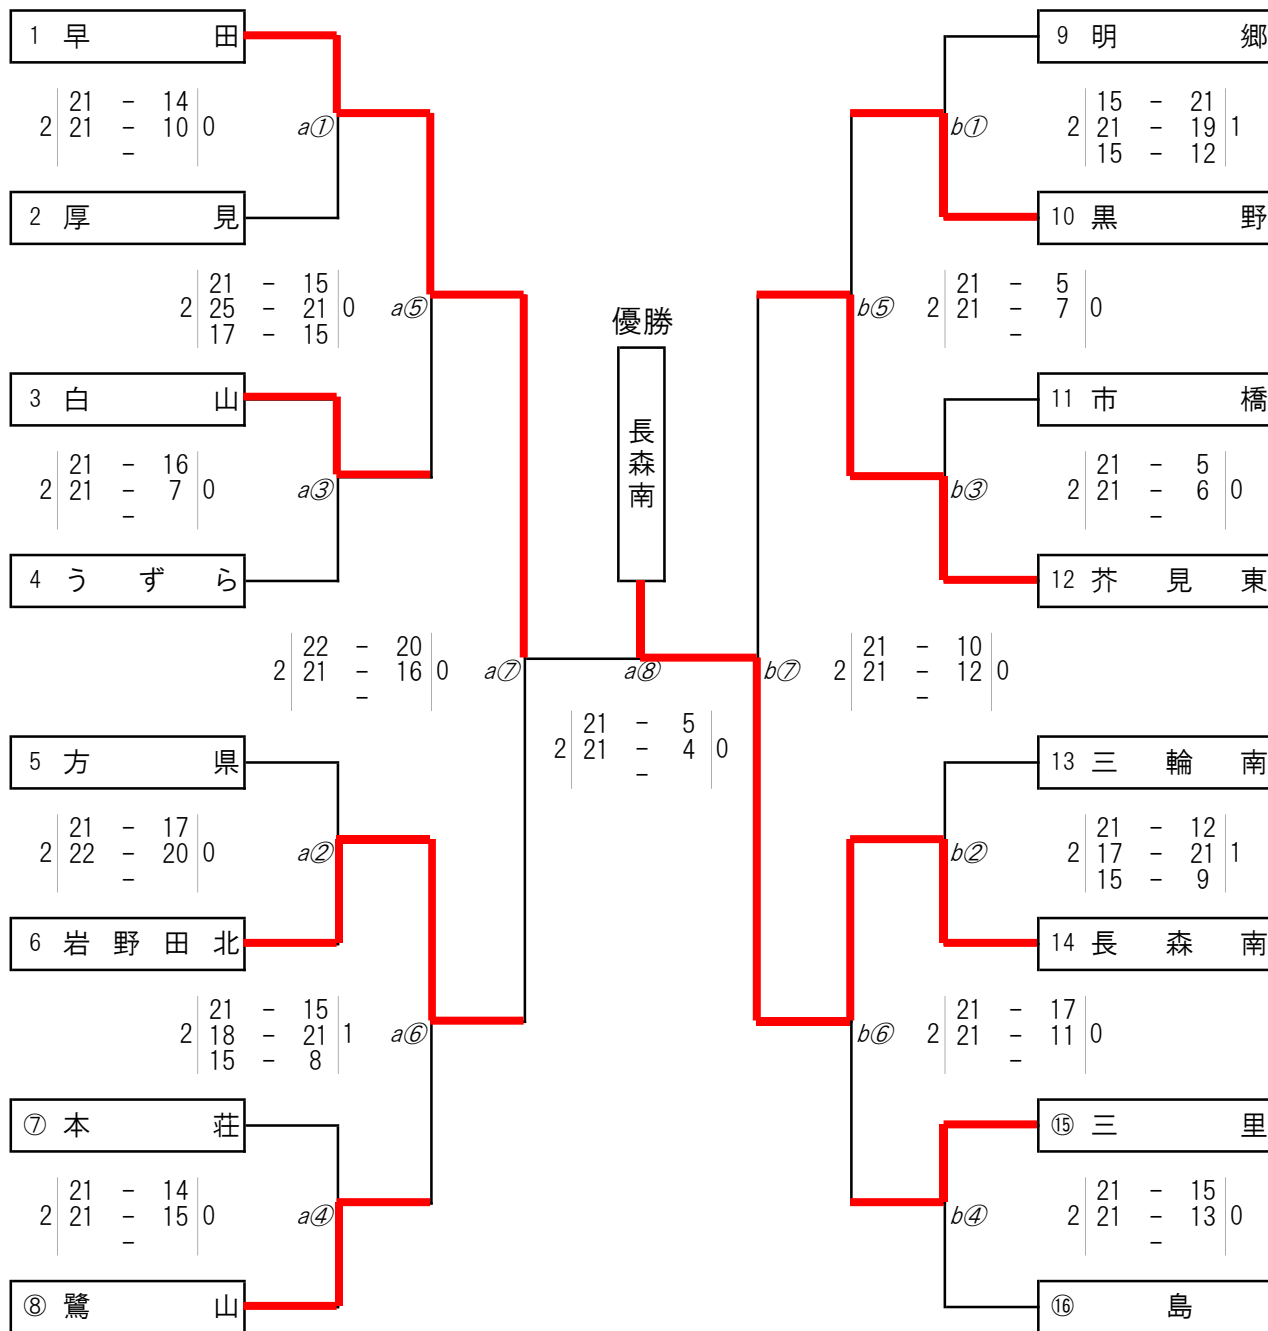 1 早田
2 21 - 14 0
21 - 10
-
a①
2 厚見
2 21 - 15 0
25 - 21
17 - 15
a⑤
3 白山
2 21 - 16 0
21 - 7
-
a③
4 うずら
2 22 - 20 0
21 - 16
-
a⑦
5 方県
2 21 - 17 0
22 - 20
-
a②
6 岩野田北
2 21 - 15 1
18 - 21
15 - 8
a⑥
⑦ 本荘
2 21 - 14 0
21 - 15
-
a④
⑧ 鷺山
優勝
長森南
a⑧
2 21 - 5 0
21 - 4
-
9 明郷
b①
2 15 - 21 1
21 - 19
15 - 12
10 黒野
b⑤
2 21 - 5 0
21 - 7
-
11 市橋
b③
2 21 - 5 0
21 - 6
-
12 芥見東
b⑦
2 21 - 10 0
21 - 12
-
13 三輪南
b②
2 21 - 12 1
17 - 21
15 - 9
14 長森南
b⑥
2 21 - 17 0
21 - 11
-
⑮ 三里
b④
2 21 - 15 0
21 - 13
-
⑯ 島